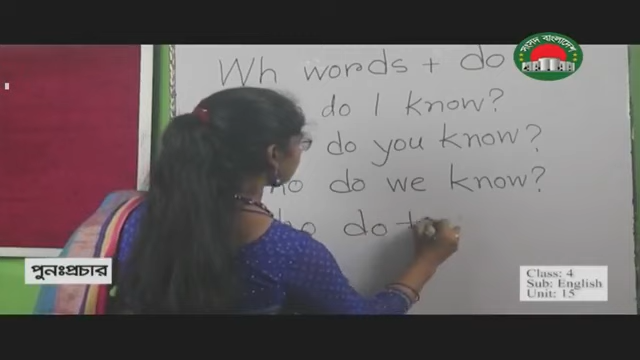 সংসদ বাংলাদেশ
Wh words + do
do I know?
do you know?
do we know?
do
পুনঃপ্রচার
Class: 4
Sub: English
Unit: 15